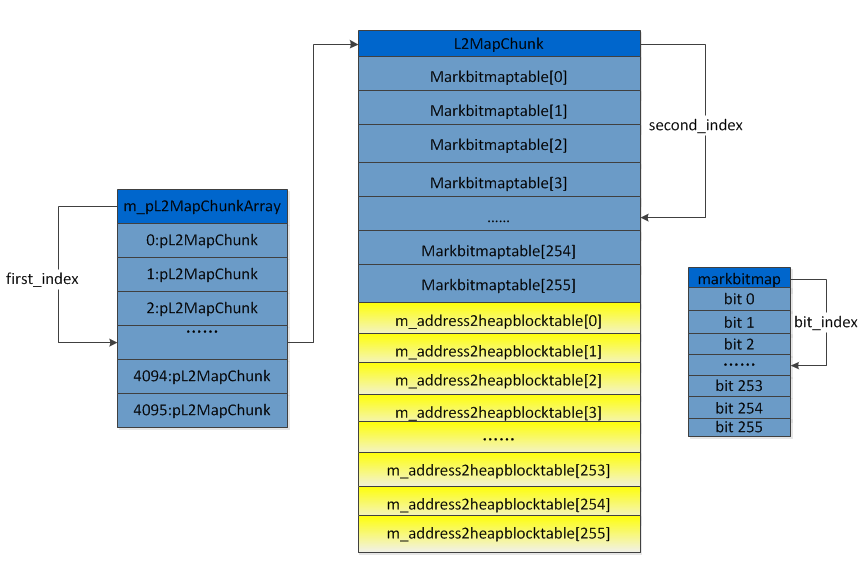 first_index
m_pL2MapChunkArray
0:pL2MapChunk
1:pL2MapChunk
2:pL2MapChunk
......
4094:pL2MapChunk
4095:pL2MapChunk
L2MapChunk
Markbitmaptable[0]
Markbitmaptable[1]
Markbitmaptable[2]
Markbitmaptable[3]
......
Markbitmaptable[254]
Markbitmaptable[255]
m_address2heapblocktable[0]
m_address2heapblocktable[1]
m_address2heapblocktable[2]
m_address2heapblocktable[3]
......
m_address2heapblocktable[253]
m_address2heapblocktable[254]
m_address2heapblocktable[255]
second_index
markbitmap
bit 0
bit 1
bit 2
......
bit 253
bit 254
bit 255
bit_index